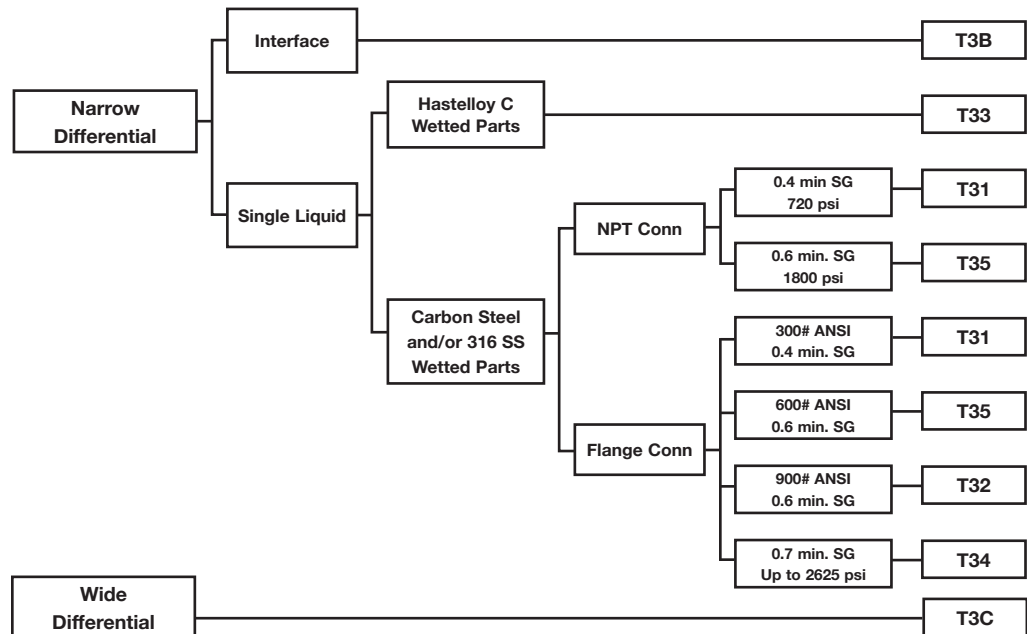 Interface
T3B
Narrow
Differential
Hastelloy C
Wetted Parts
T33
Single Liquid
NPT Conn
0.4 min SG
720 psi
T31
0.6 min. SG
1800 psi
T35
Carbon Steel
and/or 316 SS
Wetted Parts
300# ANSI
0.4 min. SG
T31
Flange Conn
600# ANSI
0.6 min. SG
T35
900# ANSI
0.6 min. SG
T32
0.7 min. SG
Up to 2625 psi
T34
Wide
Differential
T3C